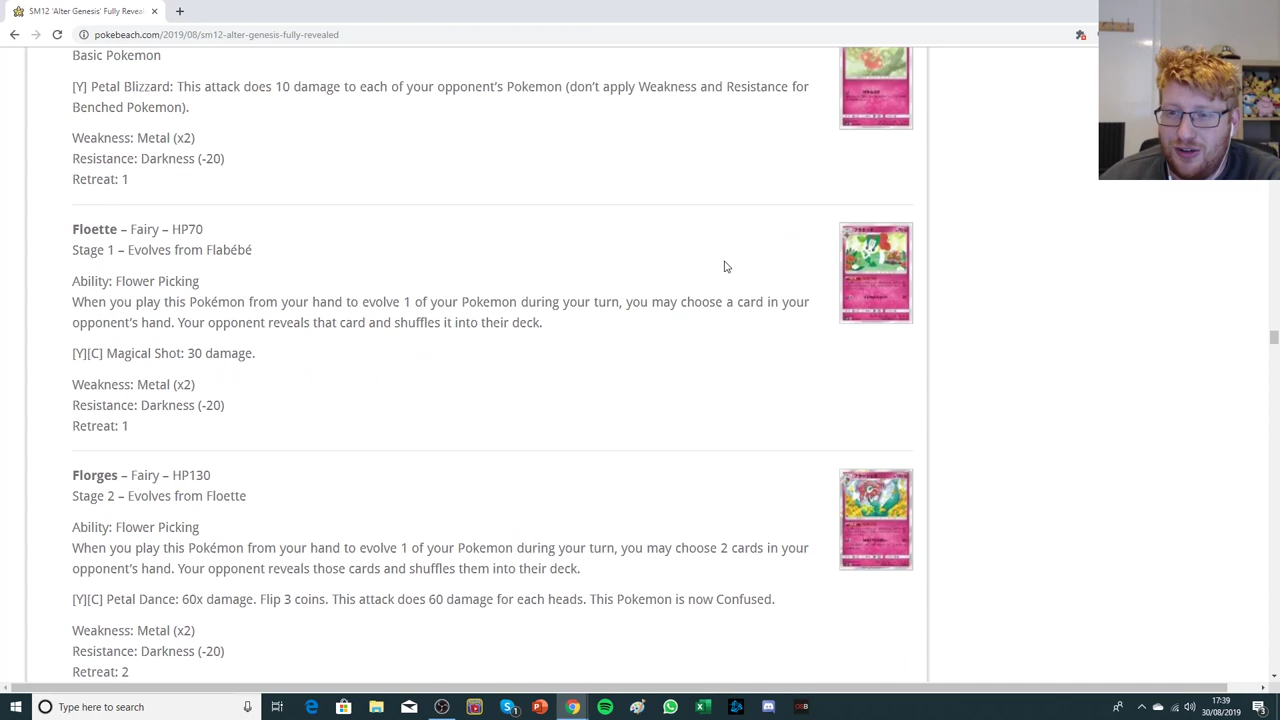 SM12 'Alter Genesis' Fully Reveal
pokebeach.com/2019/08/sm12-alter-genesis-fully-revealed
Basic Pokemon
[Y] Petal Blizzard: This attack does 10 damage to each of your opponent's Pokemon (don't apply Weakness and Resistance for
Benched Pokemon).
Weakness: Metal (x2)
Resistance: Darkness (-20)
Retreat: 1
Floette – Fairy – HP70
Stage 1 – Evolves from Flabébé
Ability: Flower Picking
When you play this Pokémon from your hand to evolve 1 of your Pokemon during your turn, you may choose a card in your
opponent's hand. Your opponent reveals that card and shuffles it into their deck.
[Y][C] Magical Shot: 30 damage.
Weakness: Metal (x2)
Resistance: Darkness (-20)
Retreat: 1
Florges – Fairy – HP130
Stage 2 – Evolves from Floette
Ability: Flower Picking
When you play this Pokémon from your hand to evolve 1 of your Pokemon during your turn, you may choose 2 cards in your
opponent's hand. Your opponent reveals those cards and shuffles them into their deck.
[Y][C] Petal Dance: 60x damage. Flip 3 coins. This attack does 60 damage for each heads. This Pokemon is now Confused.
Weakness: Metal (x2)
Resistance: Darkness (-20)
Retreat: 2
Type here to search
17:39
30/08/2019